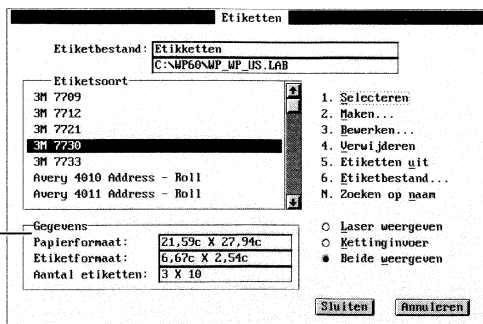 Etiketten
Etiketbestand: Etikketten
C:\WP60\WP_WP_US.LAB
Etiketsoort
3M 7709
3M 7712
3M 7721
3M 7730
3M 7733
Avery 4010 Address - Roll
Avery 4011 Address - Roll
1. Selecteren
2. Maken...
3. Bewerken...
4. Verwijderen
5. Etiketten uit
6. Etiketbestand...
N. Zoeken op naam
Gegevens
Papierformaat: 21,59c X 27,94c
Etiketformaat: 6,67c X 2,54c
Aantal etiketten: 3 X 10
Laser weergeven
Kettinginvoer
Beide weergeven
Sluiten
Annuleren